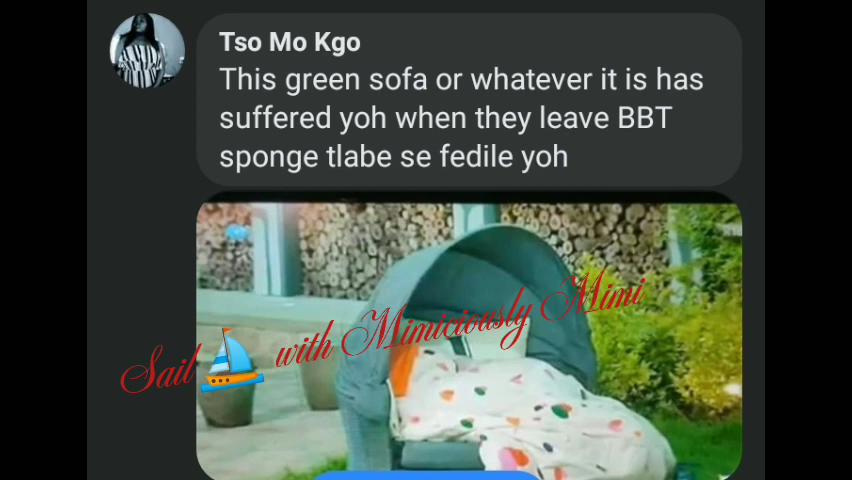 Tso Mo Kgo
This green sofa or whatever it is has
suffered yoh when they leave BBT
sponge tlabe se fedile yoh
Sail with Mimiciously Mimi